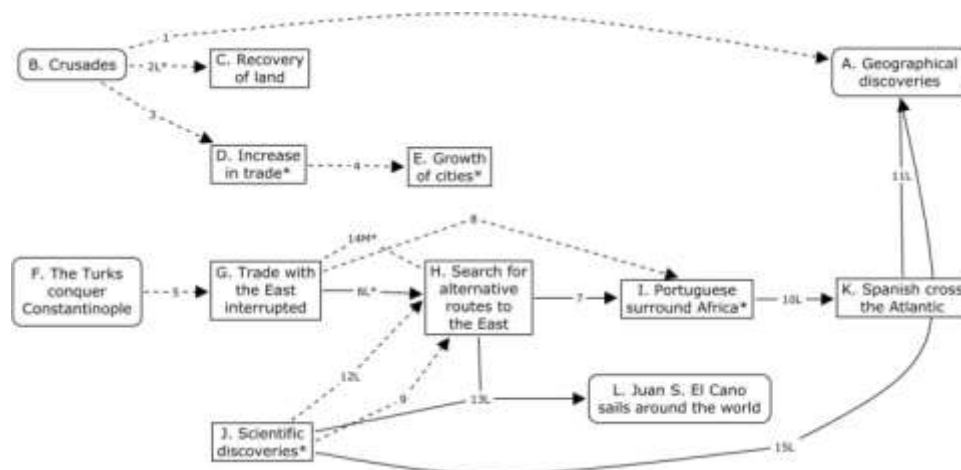 1
B. Crusades
2L*
C. Recovery
of land
A. Geographical
discoveries
3
D. Increase
in trade*
4
E. Growth
of cities*
11L
8
14M*
F. The Turks
conquer
Constantinople
5
G. Trade with
the East
interrupted
6L*
H. Search for
alternative
routes to
the East
7
I. Portuguese
surround Africa*
10L
K. Spanish cross
the Atlantic
12L
9
13L
L. Juan S. El Cano
sails around the world
J. Scientific
discoveries*
15L